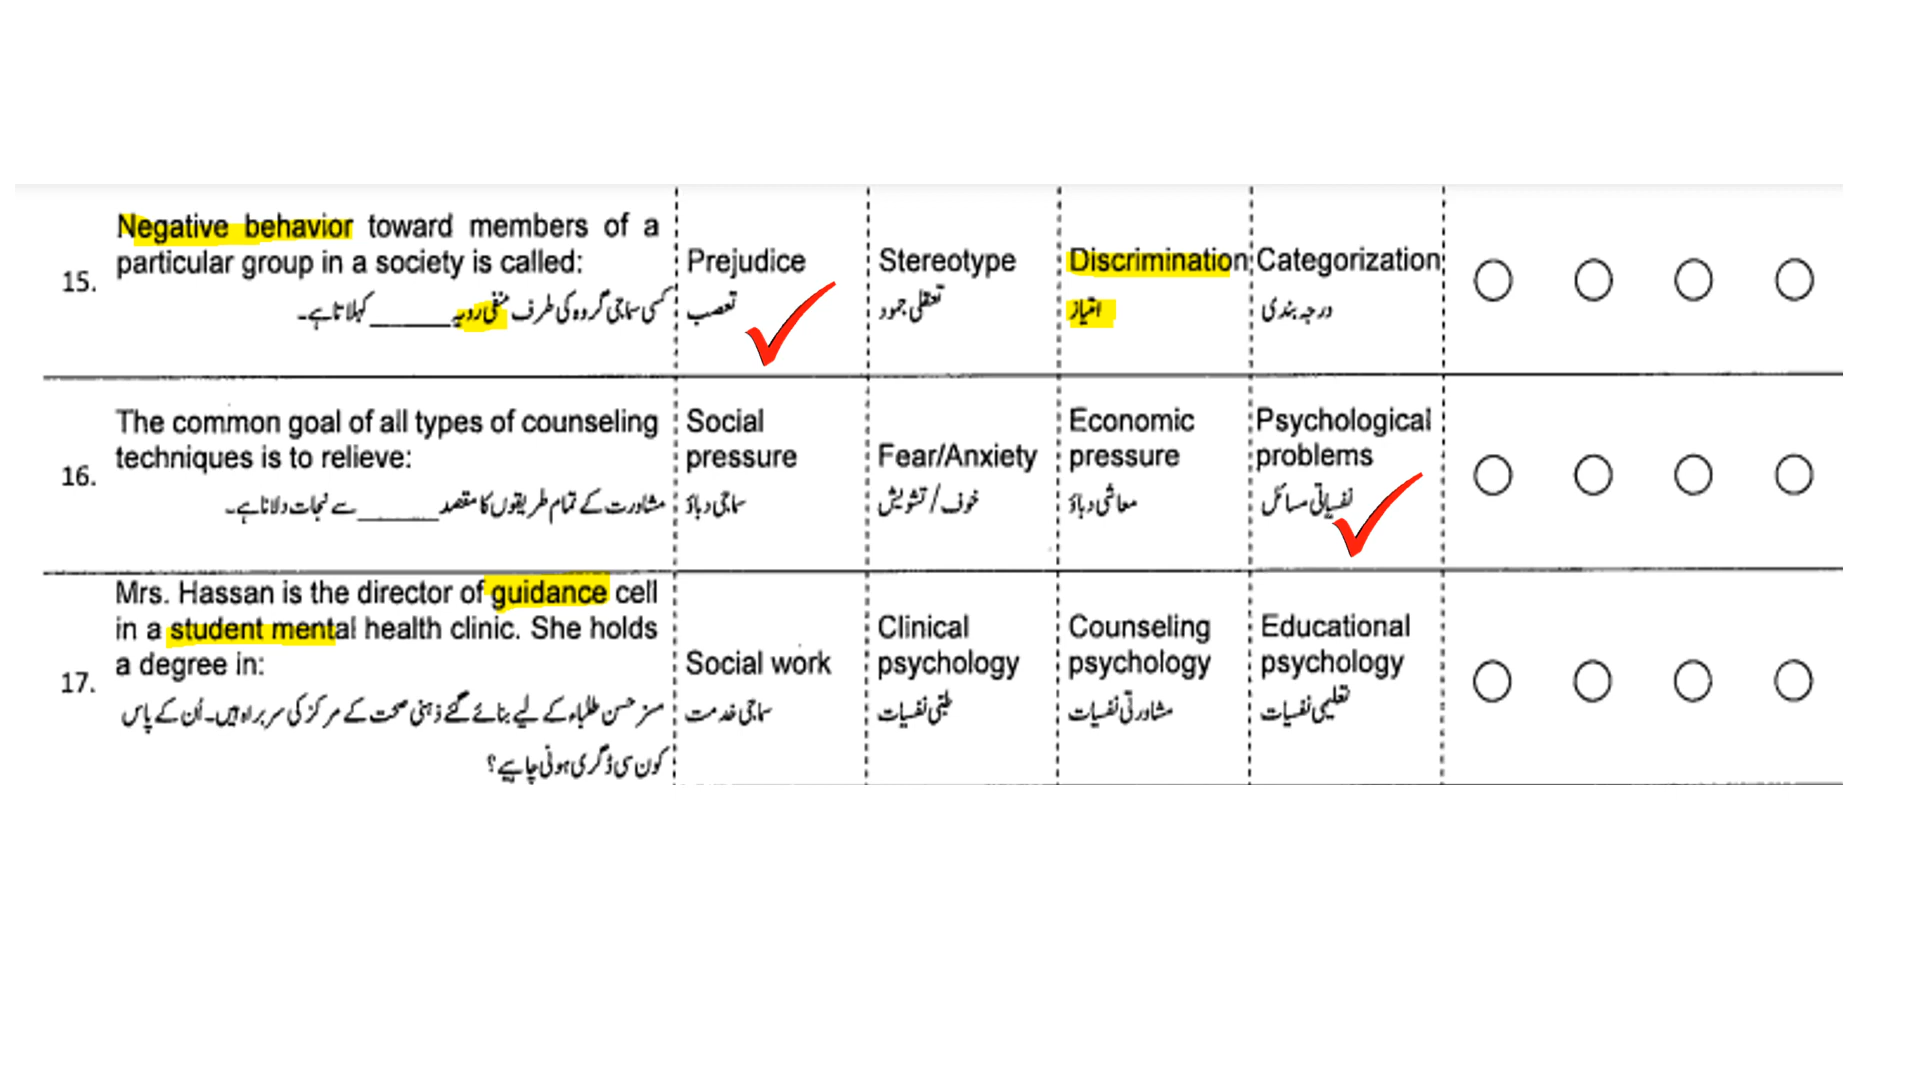 Negative behavior toward members of a
particular group in a society is called:
15.
کسی سماجی گروہ کی طرف منفی رویہ ______ کہلاتا ہے۔
Prejudice
تعصب
Stereotype
تعقلی جمود
Discrimination
امتیاز
Categorization
درجہ بندی
The common goal of all types of counseling
techniques is to relieve:
16.
مشاورت کے تمام طریقوں کا مقصد ______ سے نجات دلانا ہے۔
Social
pressure
سماجی دباؤ
Fear/Anxiety
خوف / تشویش
Economic
pressure
معاشی دباؤ
Psychological
problems
نفسیاتی مسائل
Mrs. Hassan is the director of guidance cell
in a student mental health clinic. She holds
a degree in:
17.
مسز حسن طلباء کے لیے بنائے گئے ذہنی صحت کے مرکز کی سربراہ ہیں۔ اُن کے پاس
کون سی ڈگری ہونی چاہیے؟
Social work
سماجی خدمت
Clinical
psychology
طبّی نفسیات
Counseling
psychology
مشاورتی نفسیات
Educational
psychology
تعلیمی نفسیات